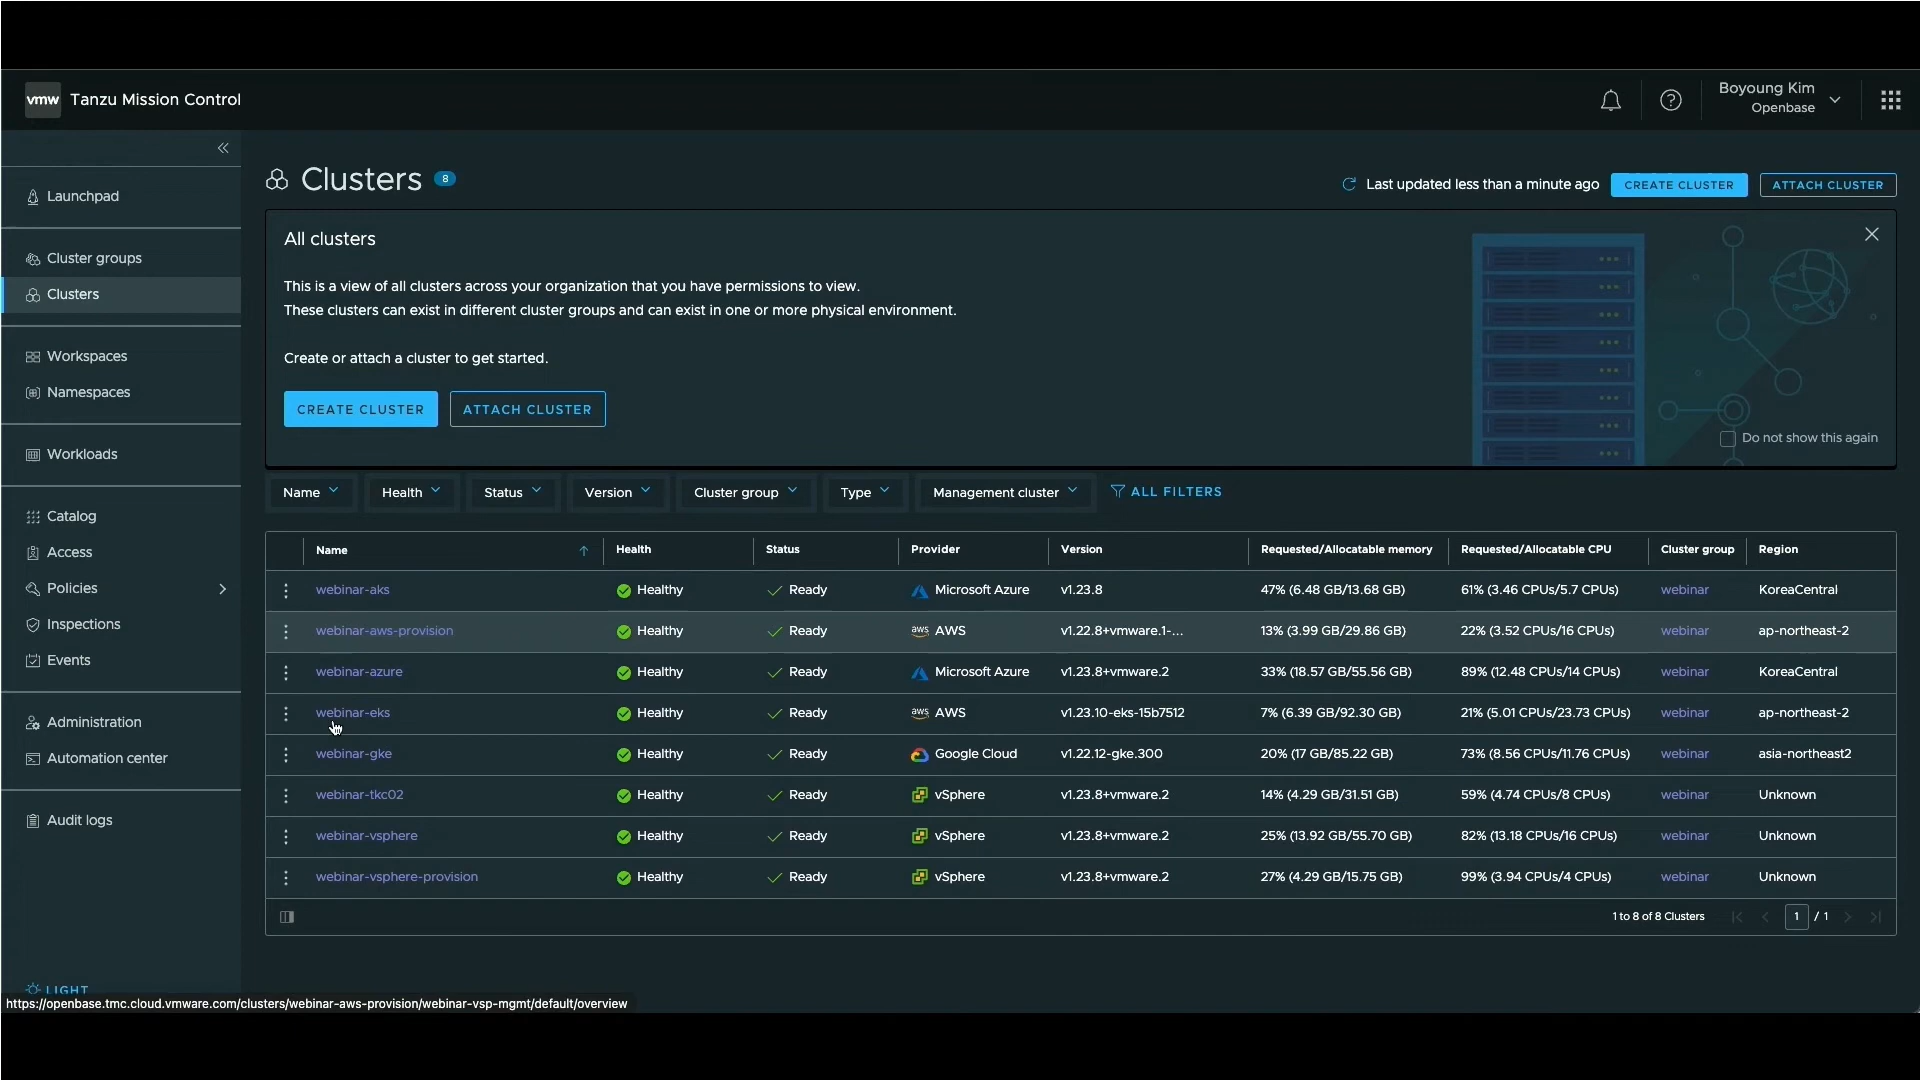 vmw Tanzu Mission Control
Boyoung Kim
Openbase
Launchpad
Cluster groups
Clusters
Workspaces
Namespaces
Workloads
Catalog
Access
Policies
Inspections
Events
Administration
Automation center
Audit logs
LIGHT
Clusters 8
Last updated less than a minute ago CREATE CLUSTER ATTACH CLUSTER
All clusters
This is a view of all clusters across your organization that you have permissions to view.
These clusters can exist in different cluster groups and can exist in one or more physical environment.
Create or attach a cluster to get started.
CREATE CLUSTER ATTACH CLUSTER
Do not show this again
Name Health Status Version Cluster group Type Management cluster ALL FILTERS
Name Health Status Provider Version Requested/Allocatable memory Requested/Allocatable CPU Cluster group Region
webinar-aks Healthy Ready Microsoft Azure v1.23.8 47% (6.48 GB/13.68 GB) 61% (3.46 CPUs/5.7 CPUs) webinar KoreaCentral
webinar-aws-provision Healthy Ready aws AWS v1.22.8+vmware.1-... 13% (3.99 GB/29.86 GB) 22% (3.52 CPUs/16 CPUs) webinar ap-northeast-2
webinar-azure Healthy Ready Microsoft Azure v1.23.8+vmware.2 33% (18.57 GB/55.56 GB) 89% (12.48 CPUs/14 CPUs) webinar KoreaCentral
webinar-eks Healthy Ready aws AWS v1.23.10-eks-15b7512 7% (6.39 GB/92.30 GB) 21% (5.01 CPUs/23.73 CPUs) webinar ap-northeast-2
webinar-gke Healthy Ready Google Cloud v1.22.12-gke.300 20% (17 GB/85.22 GB) 73% (8.56 CPUs/11.76 CPUs) webinar asia-northeast2
webinar-tkc02 Healthy Ready vSphere v1.23.8+vmware.2 14% (4.29 GB/31.51 GB) 59% (4.74 CPUs/8 CPUs) webinar Unknown
webinar-vsphere Healthy Ready vSphere v1.23.8+vmware.2 25% (13.92 GB/55.70 GB) 82% (13.18 CPUs/16 CPUs) webinar Unknown
webinar-vsphere-provision Healthy Ready vSphere v1.23.8+vmware.2 27% (4.29 GB/15.75 GB) 99% (3.94 CPUs/4 CPUs) webinar Unknown
1 to 8 of 8 Clusters 1 / 1
https://openbase.tmc.cloud.vmware.com/clusters/webinar-aws-provision/webinar-vsp-mgmt/default/overview